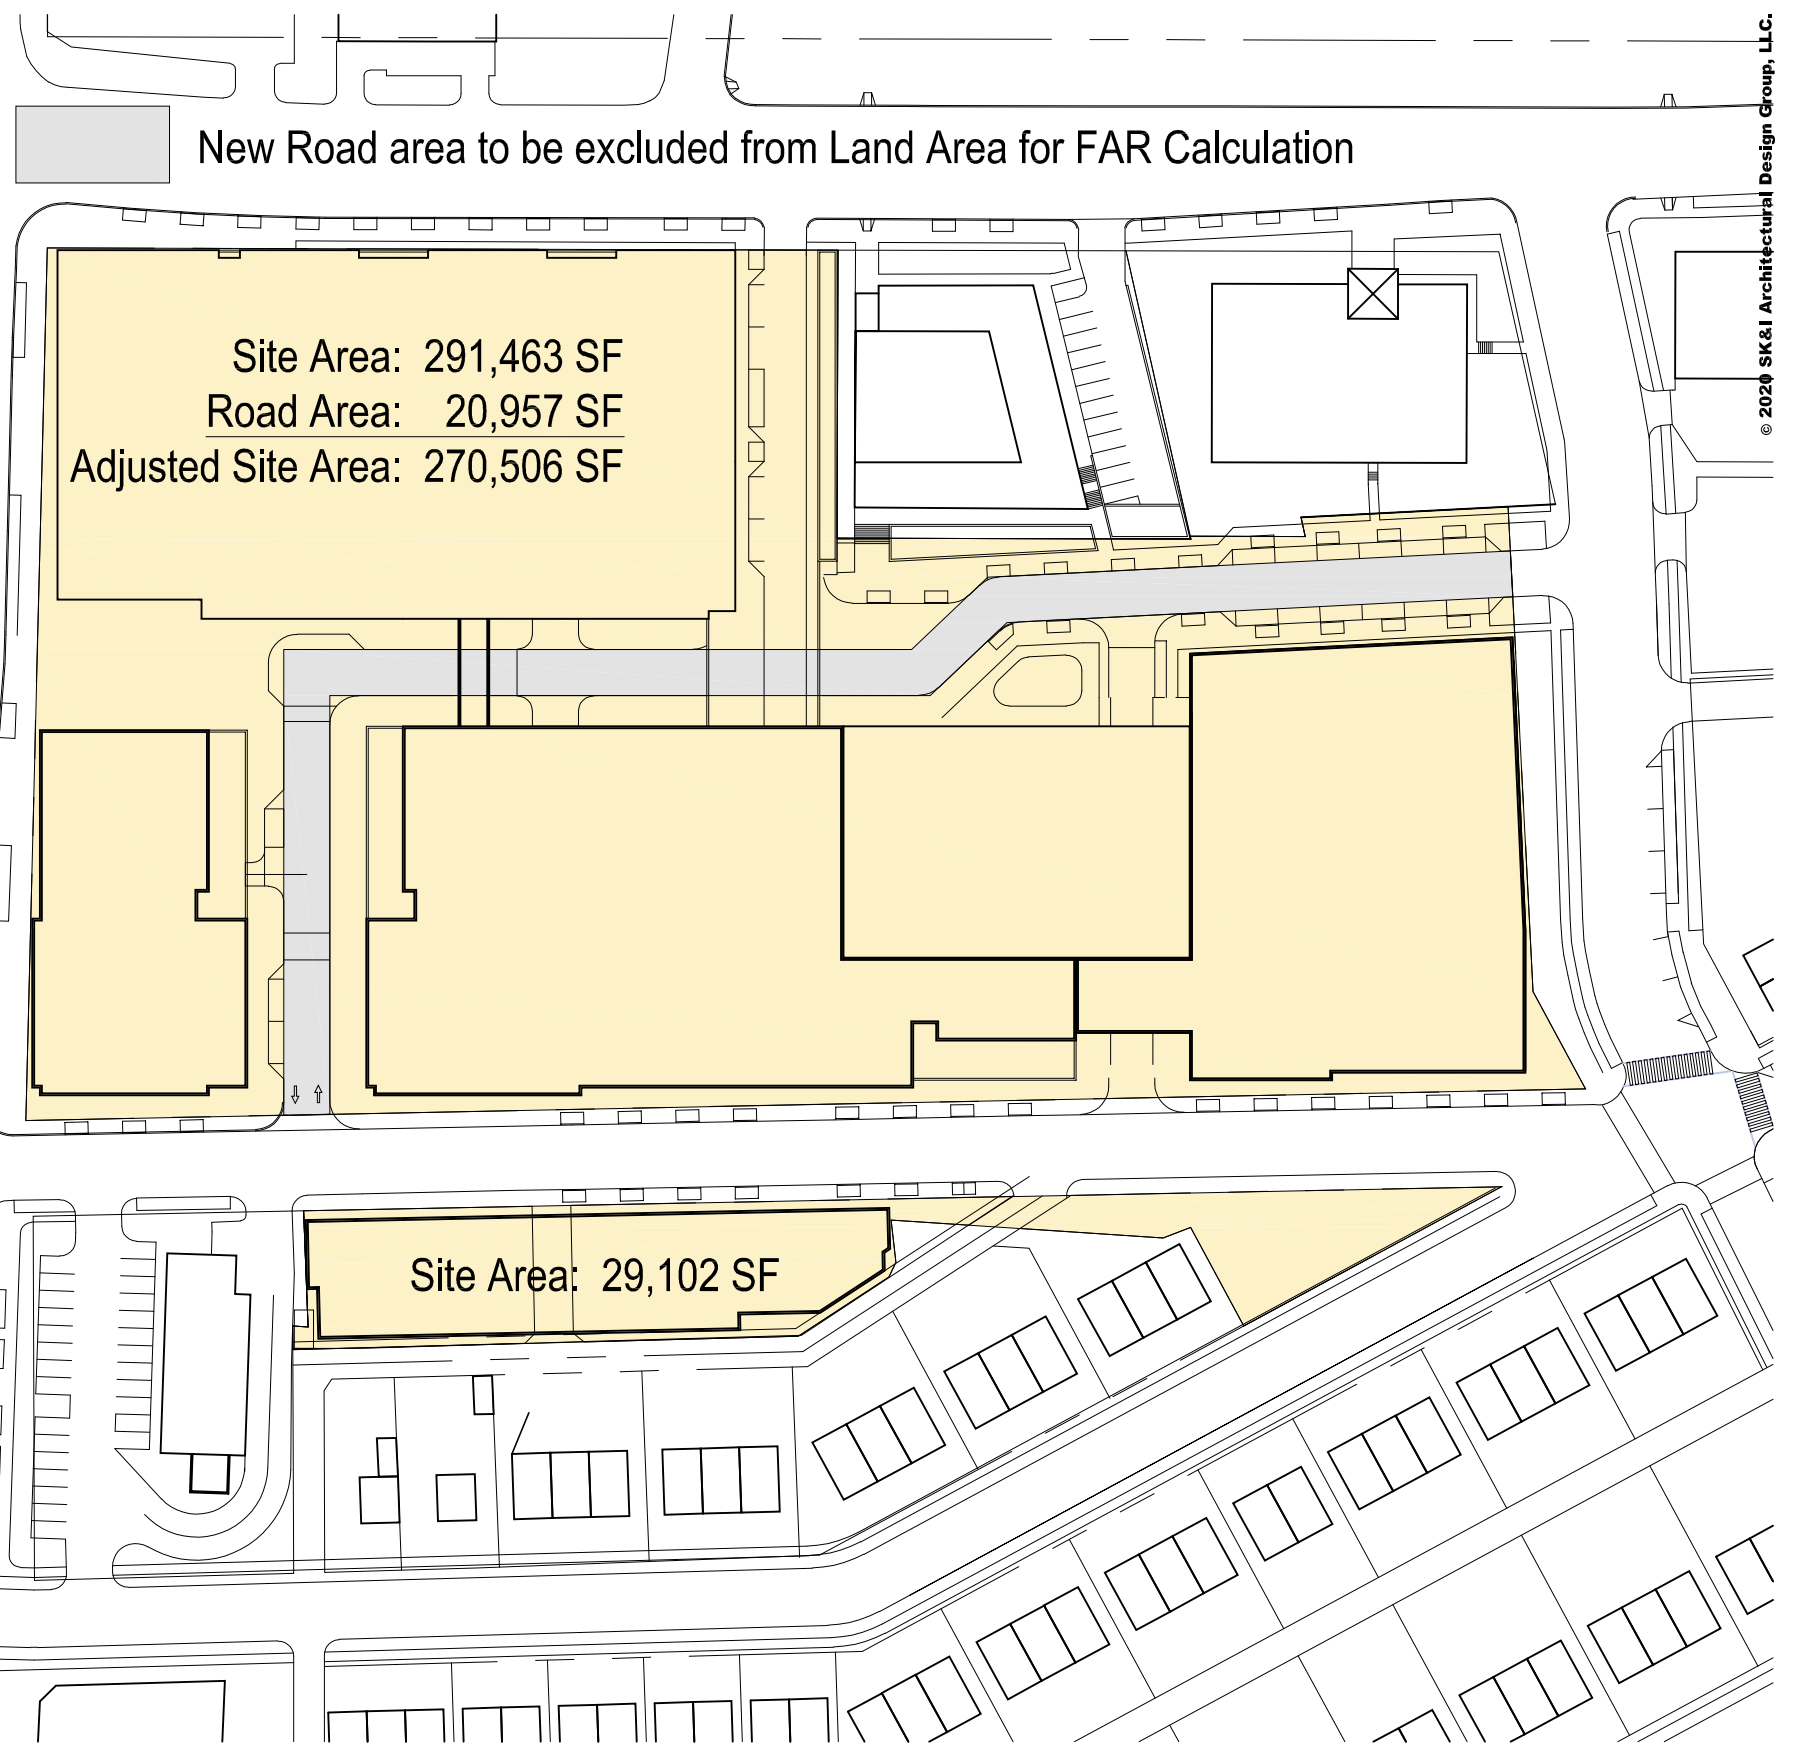 New Road area to be excluded from Land Area for FAR Calculation
Site Area: 291,463 SF
Road Area: 20,957 SF
Adjusted Site Area: 270,506 SF
Site Area: 29,102 SF
© 2020 SK&I Architectural Design Group, LLC.